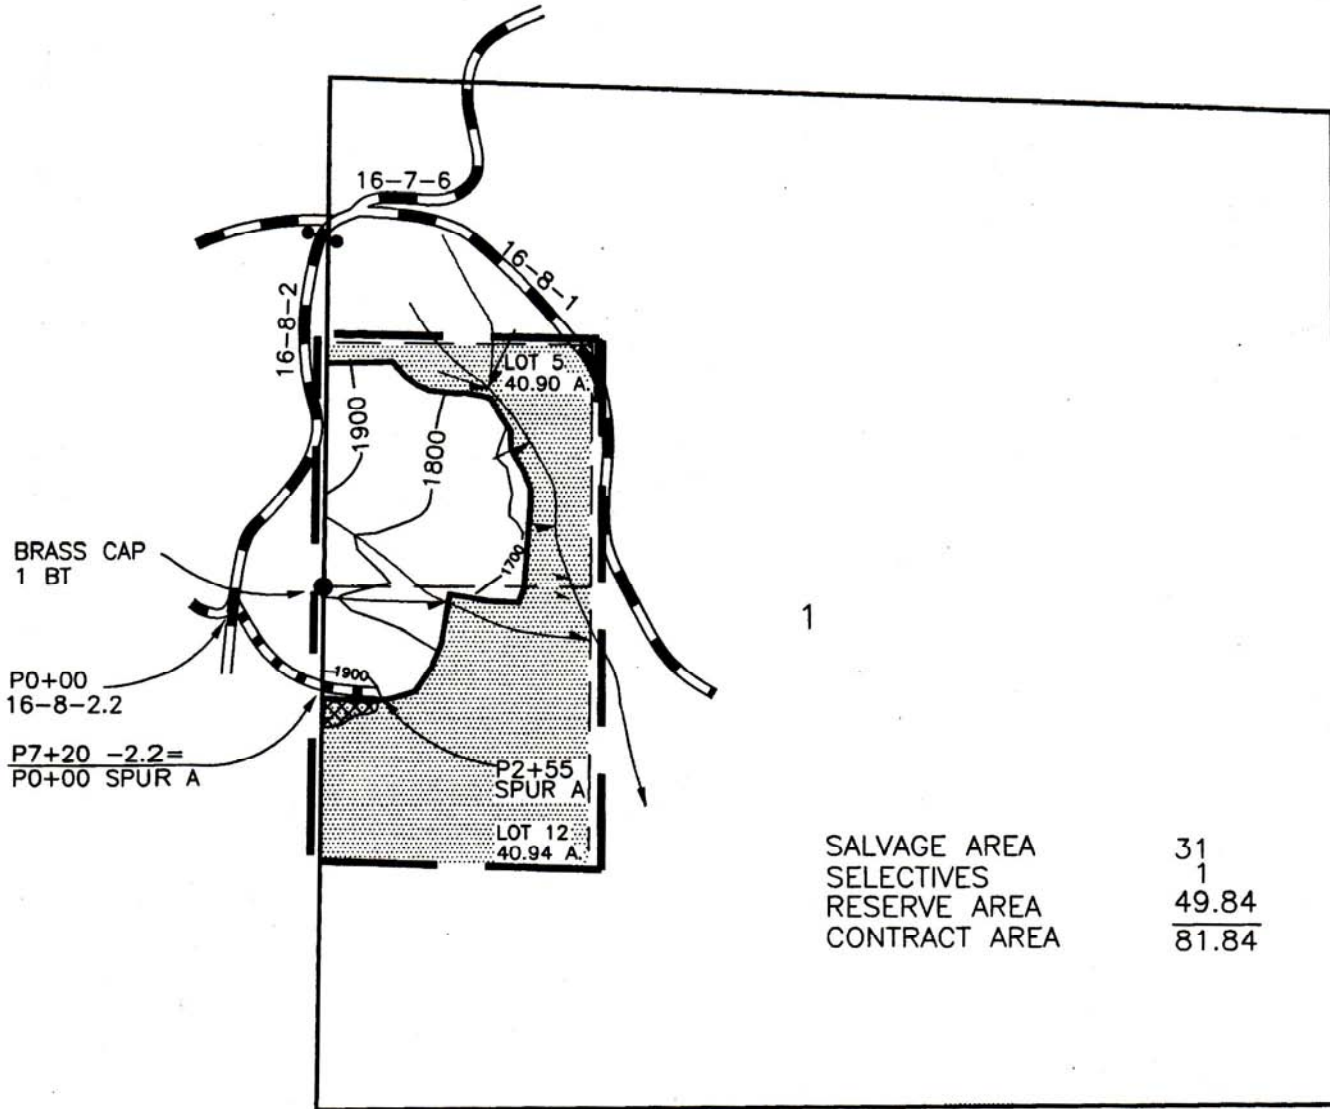 16-7-6
16-8-1
16-8-2
LOT 5
40.90 A
1900
1800
BRASS CAP
1 BT
1700
1
P0+00
16-8-2.2
1900
P7+20 -2.2=
P0+00 SPUR A
P2+55
SPUR A
LOT 12
40.94 A.
SALVAGE AREA 31
SELECTIVES 1
RESERVE AREA 49.84
CONTRACT AREA 81.84